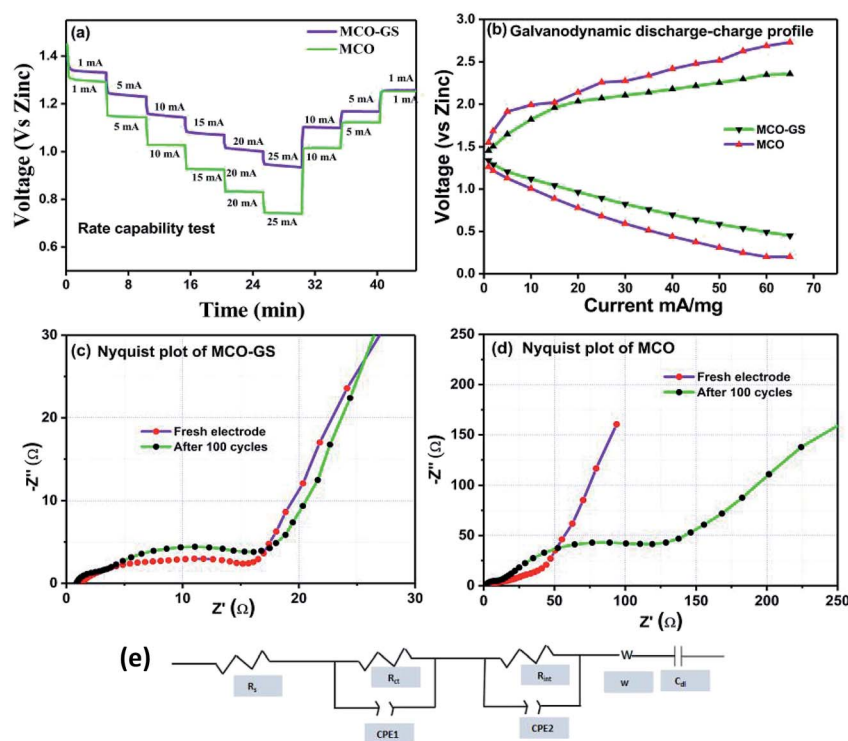 (a)
MCO-GS
MCO
1 mA
1 mA
5 mA
5 mA
10 mA
10 mA
15 mA
15 mA
20 mA
20 mA
20 mA
25 mA
25 mA
10 mA
10 mA
5 mA
5 mA
1 mA
1 mA
Rate capability test
Voltage (Vs Zinc)
1.4
1.2
1.0
0.8
0.6
0 8 16 24 32 40
Time (min)
(b) Galvanodynamic discharge-charge profile
MCO-GS
MCO
Voltage (vs Zinc)
3.0
2.5
2.0
1.5
1.0
0.5
0.0
0 10 20 30 40 50 60 70
Current mA/mg
(c) Nyquist plot of MCO-GS
Fresh electrode
After 100 cycles
-Z'' (Ω)
30
20
10
0
0 10 20 30
Z' (Ω)
(d) Nyquist plot of MCO
Fresh electrode
After 100 cycles
-Z'' (Ω)
250
200
150
100
50
0
0 50 100 150 200 250
Z' (Ω)
(e)
Rs
Rct
CPE1
Rint
CPE2
W
W
Cdl